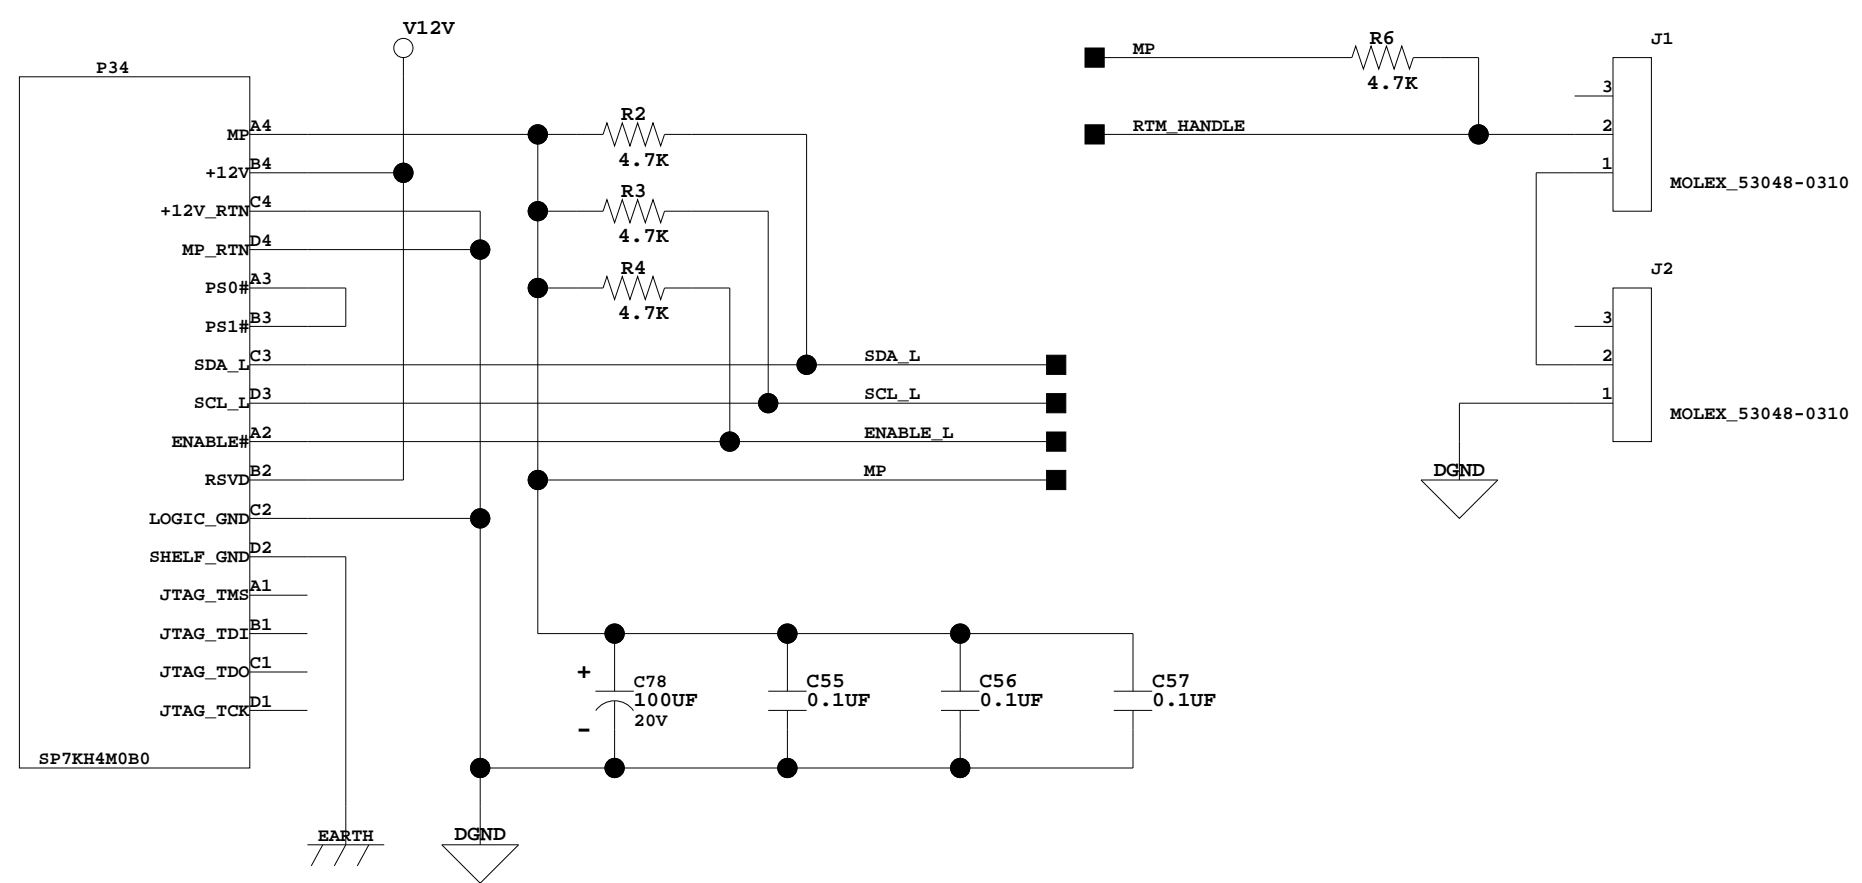 V12V
P34
MP A4
+12V B4
+12V_RTN C4
MP_RTN D4
PS0# A3
PS1# B3
SDA_L C3
SCL_L D3
ENABLE# A2
RSVD B2
LOGIC_GND C2
SHELF_GND D2
JTAG_TMS A1
JTAG_TDI B1
JTAG_TDO C1
JTAG_TCK D1
SP7KH4M0B0
EARTH
DGND
R2
4.7K
R3
4.7K
R4
4.7K
SDA_L
SCL_L
ENABLE_L
MP
+
-
C78
100UF
20V
C55
0.1UF
C56
0.1UF
C57
0.1UF
MP
R6
4.7K
RTM_HANDLE
J1
3
2
1
MOLEX_53048-0310
J2
3
2
1
MOLEX_53048-0310
DGND